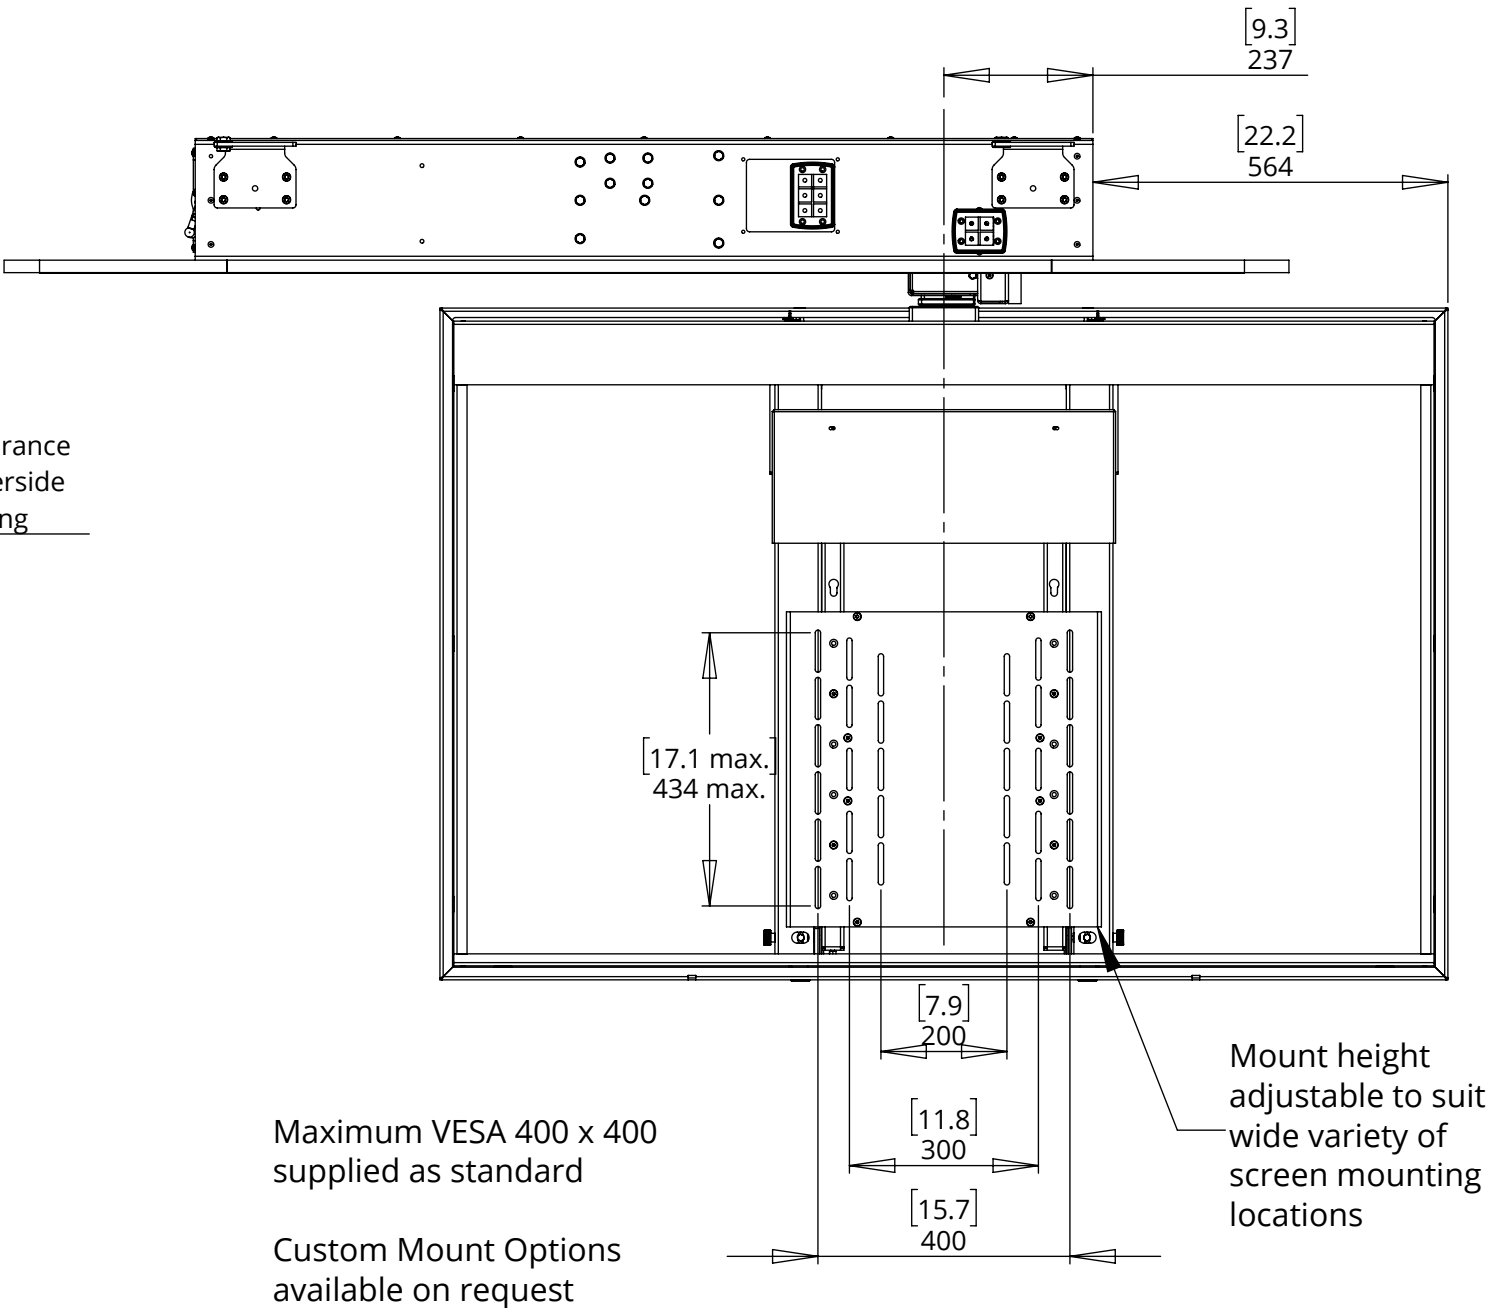 [9.3]
237
[22.2]
564
[17.1 max.]
434 max.
[7.9]
200
[11.8]
300
[15.7]
400
Mount height
adjustable to suit
wide variety of
screen mounting
locations
Maximum VESA 400 x 400
supplied as standard
Custom Mount Options
available on request